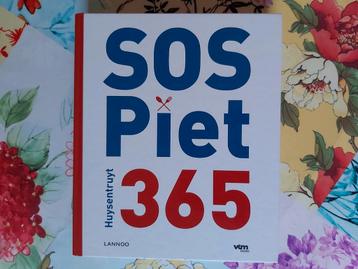 SOS
Piet
Huysentruyt
365
LANNOO
vtm